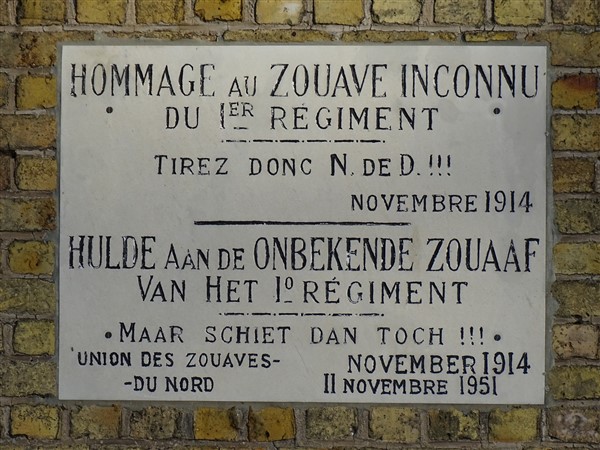 HOMMAGE AU ZOUAVE INCONNU
DU 1ER RÉGIMENT
TIREZ DONC N. DE D. !!!
NOVEMBRE 1914
HULDE AAN DE ONBEKENDE ZOUAAF
VAN HET 1º RÉGIMENT
MAAR SCHIET DAN TOCH !!!
UNION DES ZOUAVES- NOVEMBER 1914
-DU NORD 11 NOVEMBRE 1951